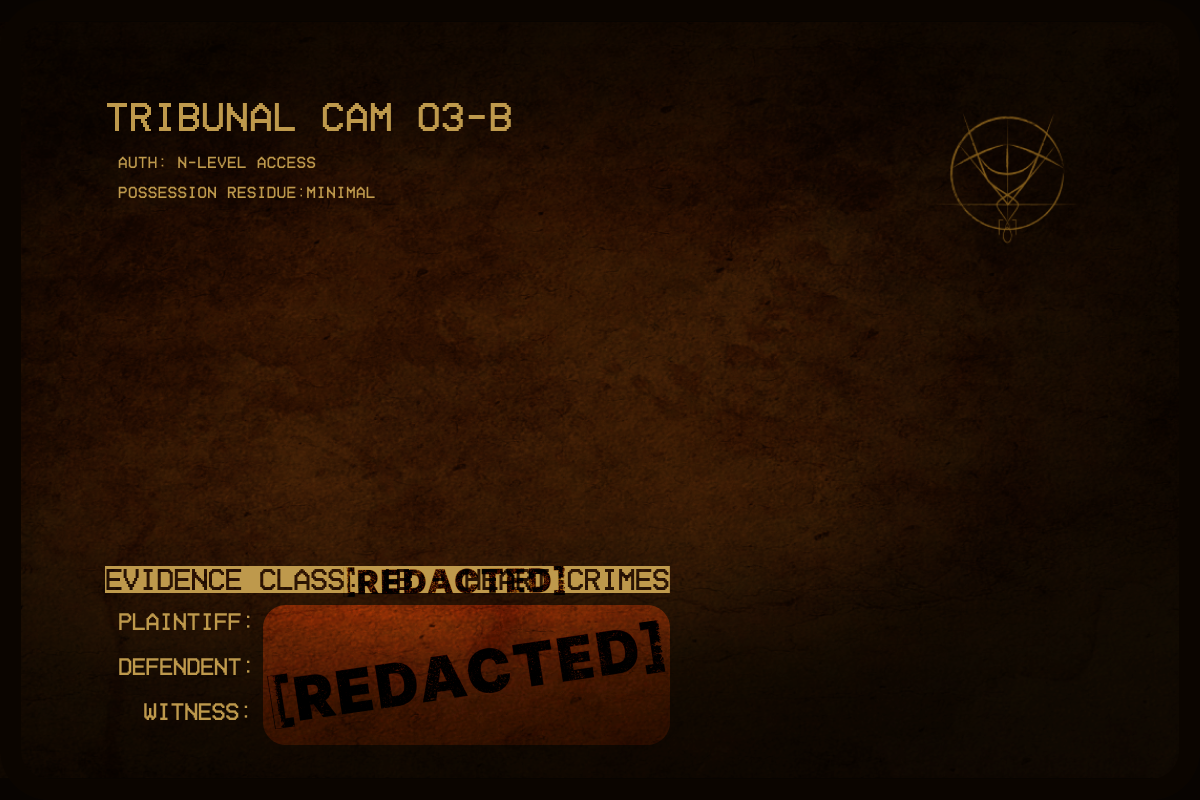 TRIBUNAL CAM 03-B
AUTH: N-LEVEL ACCESS
POSSESSION RESIDUE:MINIMAL
EVIDENCE CLASS [REDACTED] CRIMES
PLAINTIFF:
DEFENDENT:
WITNESS:
[REDACTED]